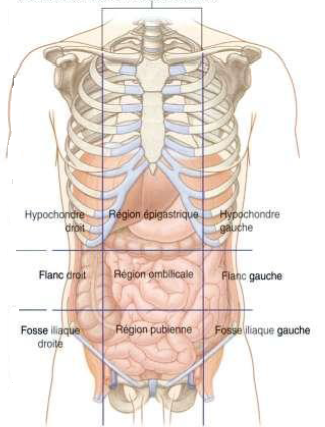 Hypochondre
droit
Région épigastrique
Hypochondre
gauche
Flanc droit
Région ombilicale
Flanc gauche
Fosse iliaque
droite
Région pubienne
Fosse iliaque gauche